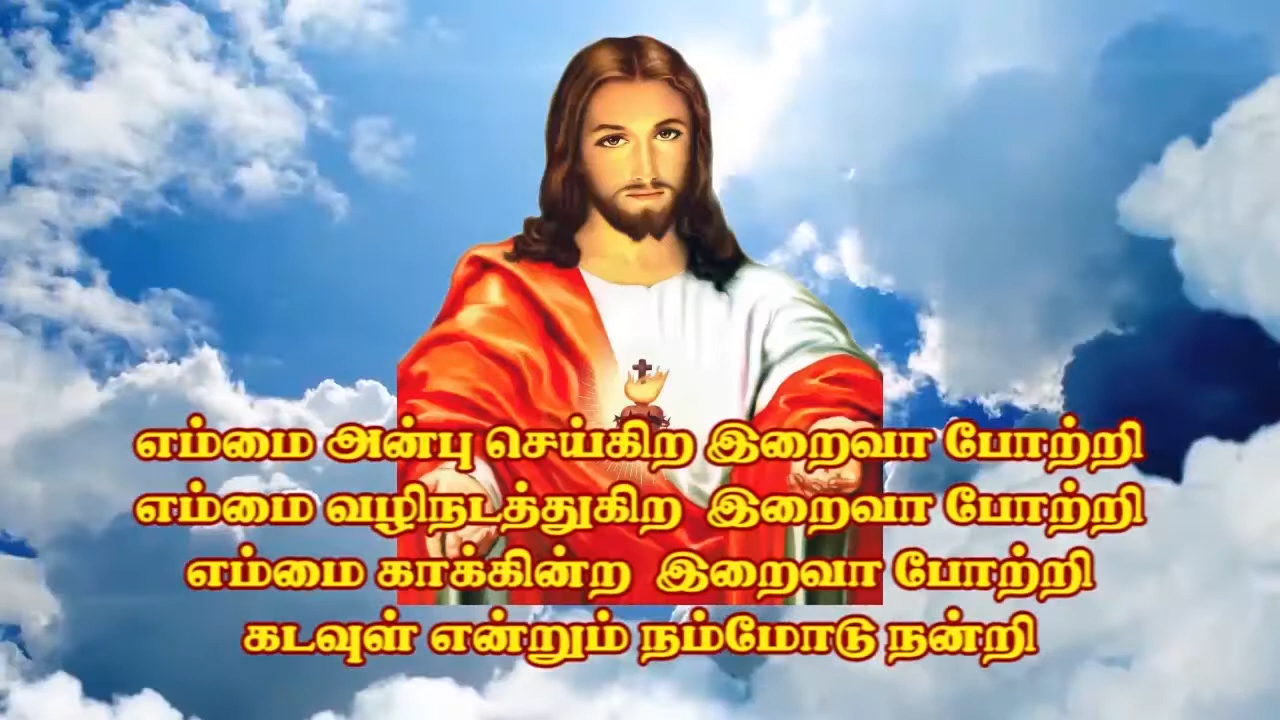 எம்மை அன்பு செய்கிற இறைவா போற்றி
எம்மை வழிநடத்துகிற இறைவா போற்றி
எம்மை காக்கின்ற இறைவா போற்றி
கடவுள் என்றும் நம்மோடு நன்றி